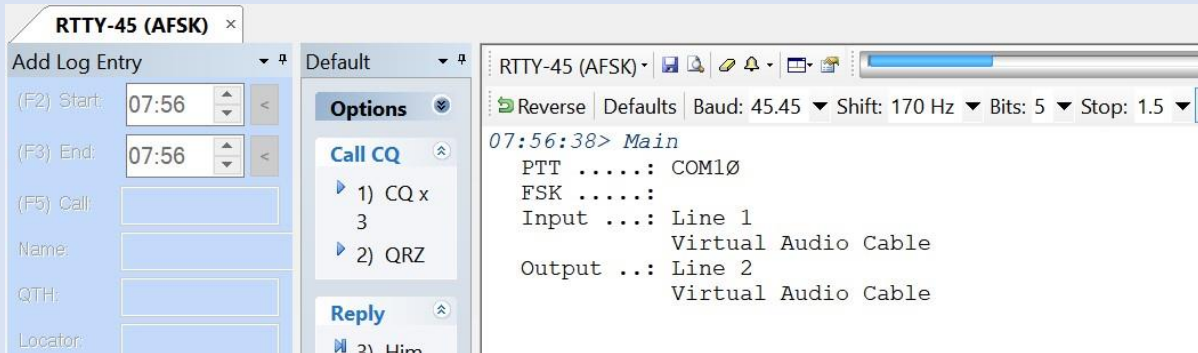 RTTY-45 (AFSK) ×
Add Log Entry
(F2) Start: 07:56 <
(F3) End: 07:56 <
(F5) Call:
Name:
QTH:
Locator:
Default
Options
Call CQ
1) CQ x
3
2) QRZ
Reply
3) Him
RTTY-45 (AFSK)
Reverse Defaults Baud: 45.45 Shift: 170 Hz Bits: 5 Stop: 1.5
07:56:38> Main
PTT .....: COM1Ø
FSK .....:
Input ...: Line 1
Virtual Audio Cable
Output ..: Line 2
Virtual Audio Cable